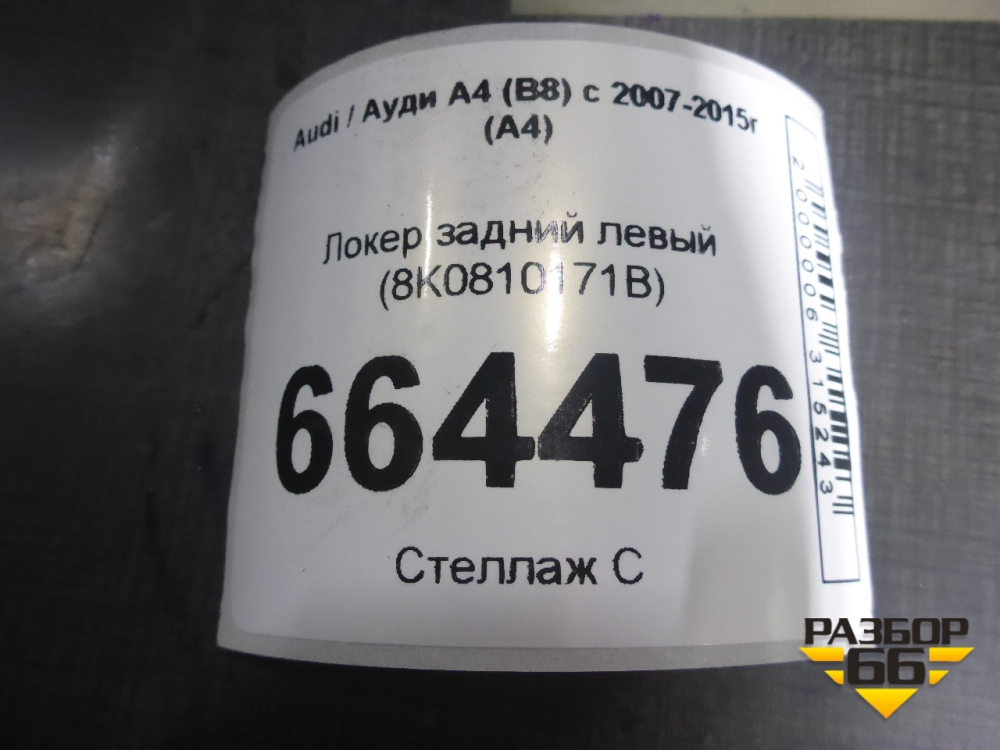 Audi / Ауди A4 (B8) с 2007-2015г
(A4)
Локер задний левый
(8K0810171B)
664476
Стеллаж С
2000006315243
РАЗБОР
66